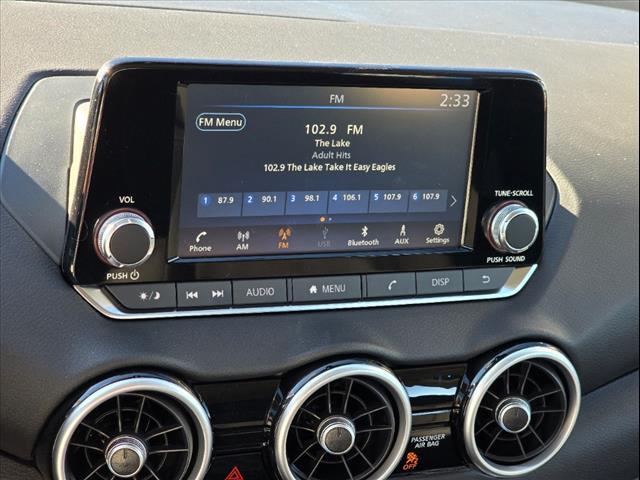 FM 2:33
FM Menu
102.9 FM
The Lake
Adult Hits
102.9 The Lake Take It Easy Eagles
1 87.9 2 90.1 3 98.1 4 106.1 5 107.9 6 107.9
Phone AM FM USB Bluetooth AUX Settings
VOL
PUSH
TUNE·SCROLL
PUSH SOUND
AUDIO MENU DISP
PASSENGER
AIR BAG
OFF